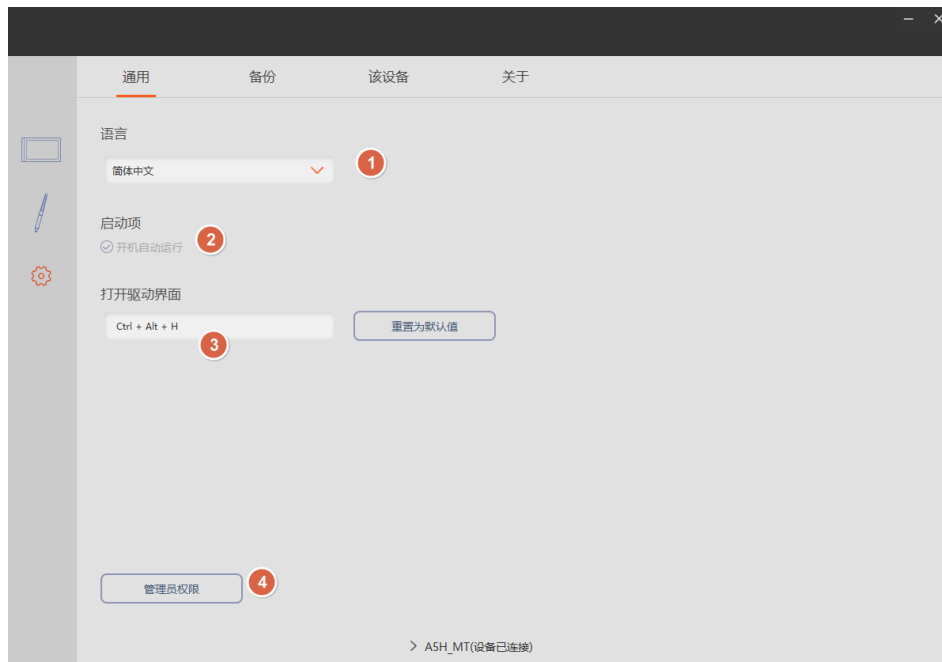 通用 备份 该设备 关于
语言
简体中文 1
启动项
开机自动运行 2
打开驱动界面
Ctrl + Alt + H 重置为默认值
3
管理员权限 4
A5H_MT(设备已连接)